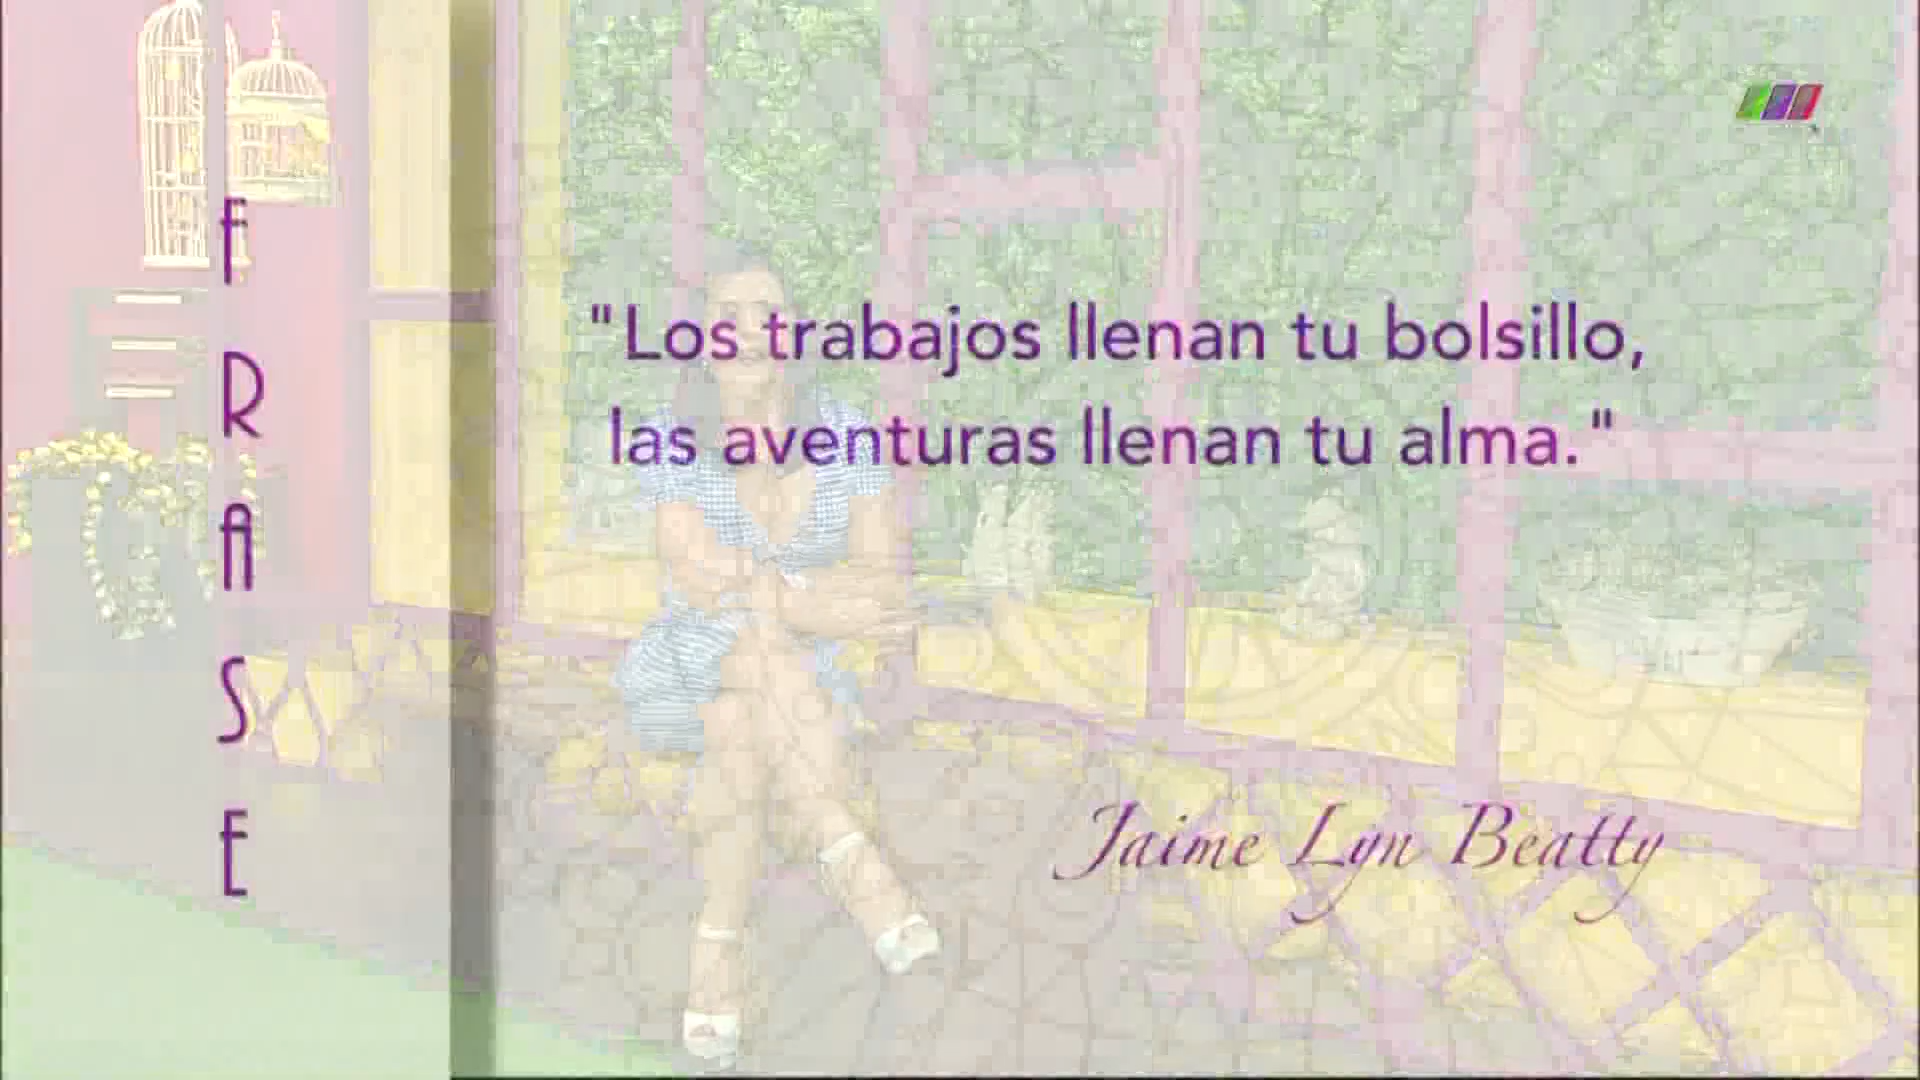 FRASE
"Los trabajos llenan tu bolsillo,
las aventuras llenan tu alma."
Jaime Lyn Beatty